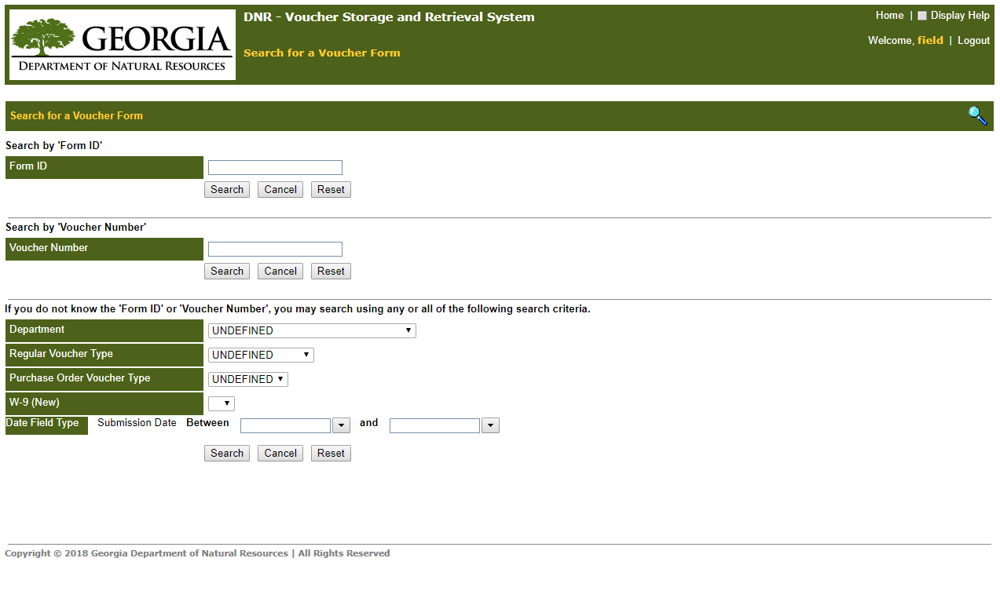 GEORGIA
DEPARTMENT OF NATURAL RESOURCES
DNR - Voucher Storage and Retrieval System
Search for a Voucher Form
Home | Display Help
Welcome, field | Logout
Search for a Voucher Form
Search by 'Form ID'
Form ID
Search Cancel Reset
Search by 'Voucher Number'
Voucher Number
Search Cancel Reset
If you do not know the 'Form ID' or 'Voucher Number', you may search using any or all of the following search criteria.
Department UNDEFINED
Regular Voucher Type UNDEFINED
Purchase Order Voucher Type UNDEFINED
W-9 (New)
Date Field Type Submission Date Between and
Search Cancel Reset
Copyright © 2018 Georgia Department of Natural Resources | All Rights Reserved